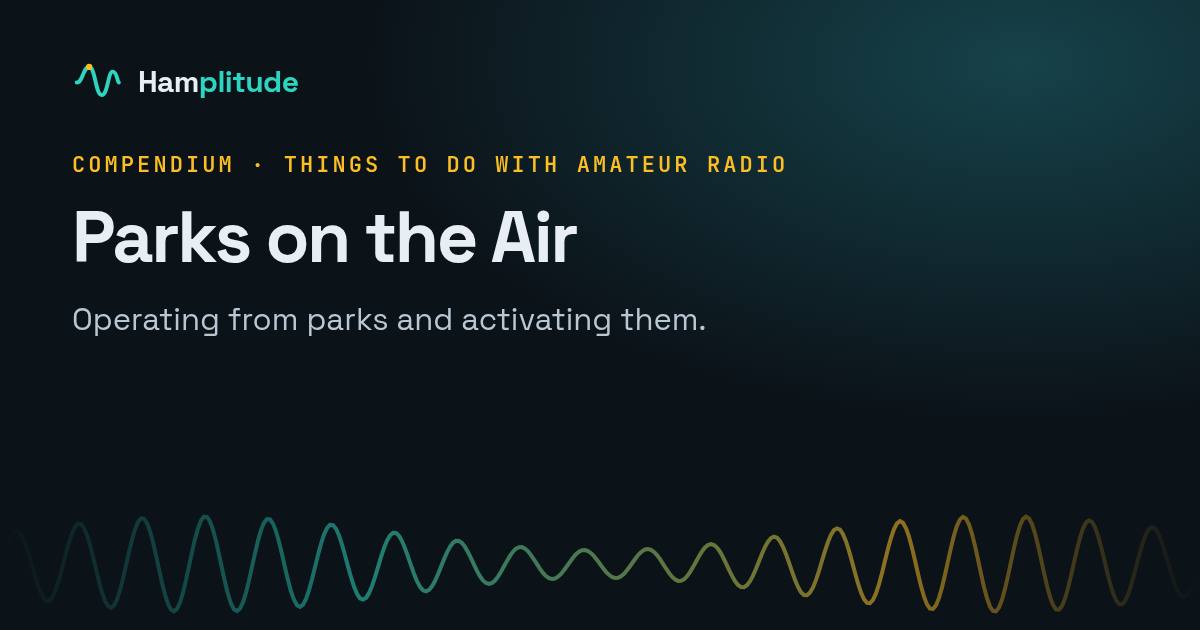 Hamplitude
COMPENDIUM · THINGS TO DO WITH AMATEUR RADIO
Parks on the Air
Operating from parks and activating them.